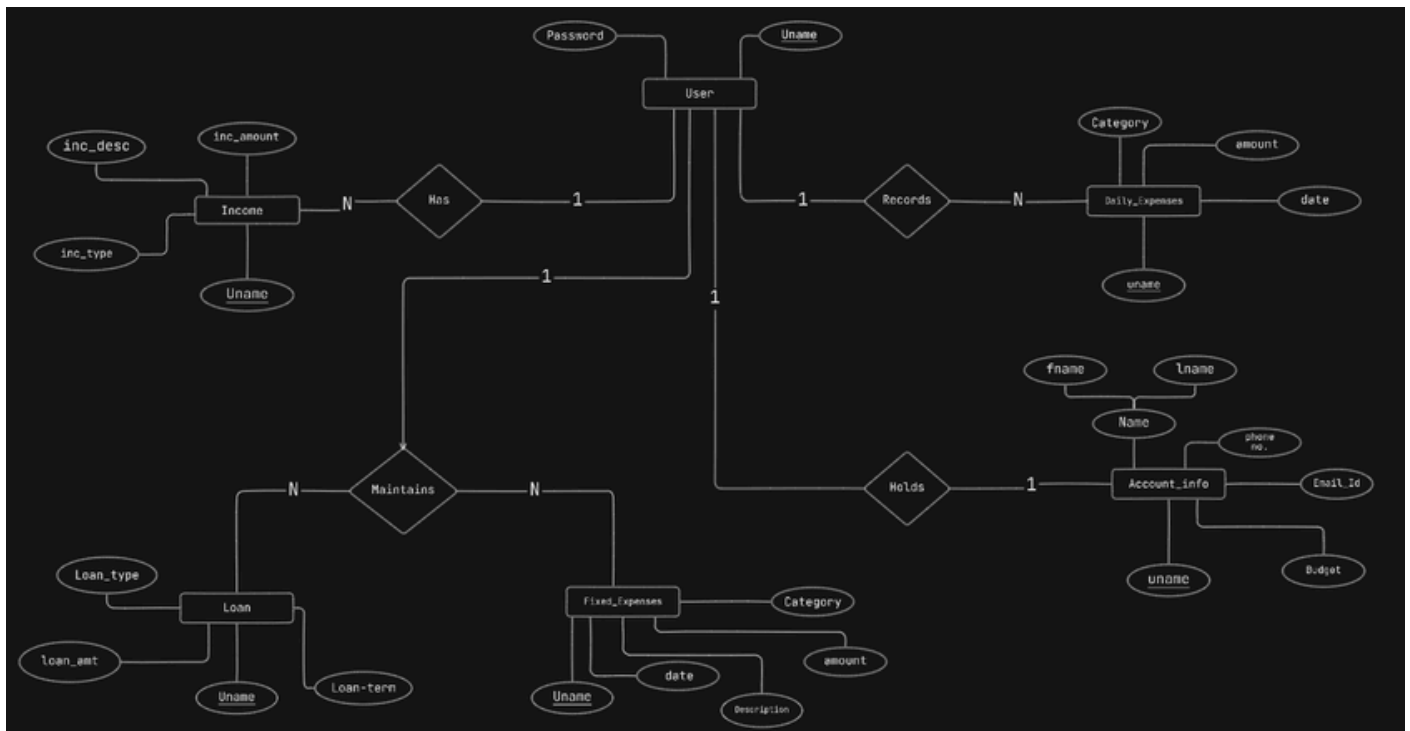 Password
Uname
User
Category
inc_amount
inc_desc
amount
Has
N
1
1
Records
N
Daily_Expenses
date
Income
inc_type
Uname
1
uname
1
fname
lname
Name
phone
no.
Maintains
N
N
Holds
1
Account_info
Email_Id
Budget
uname
Loan_type
Loan
Fixed_Expenses
Category
loan_amt
amount
date
Loan-term
Uname
Uname
Description